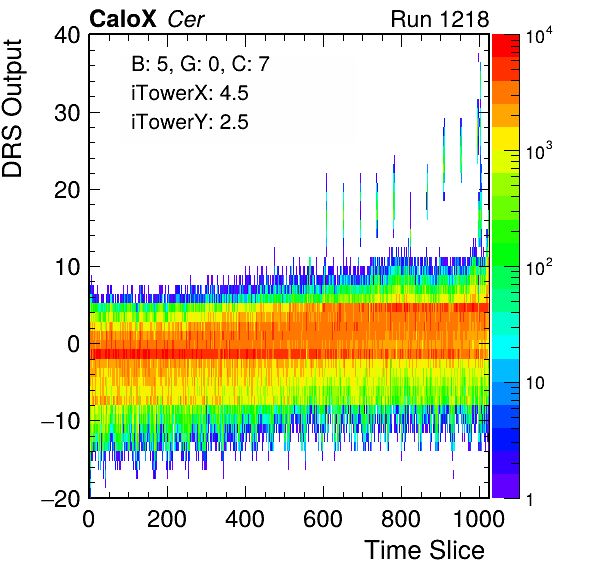 CaloX Cer Run 1218
B: 5, G: 0, C: 7
iTowerX: 4.5
iTowerY: 2.5
DRS Output
40
30
20
10
0
−10
−20
0 200 400 600 800 1000
Time Slice
10^4
10^3
10^2
10
1